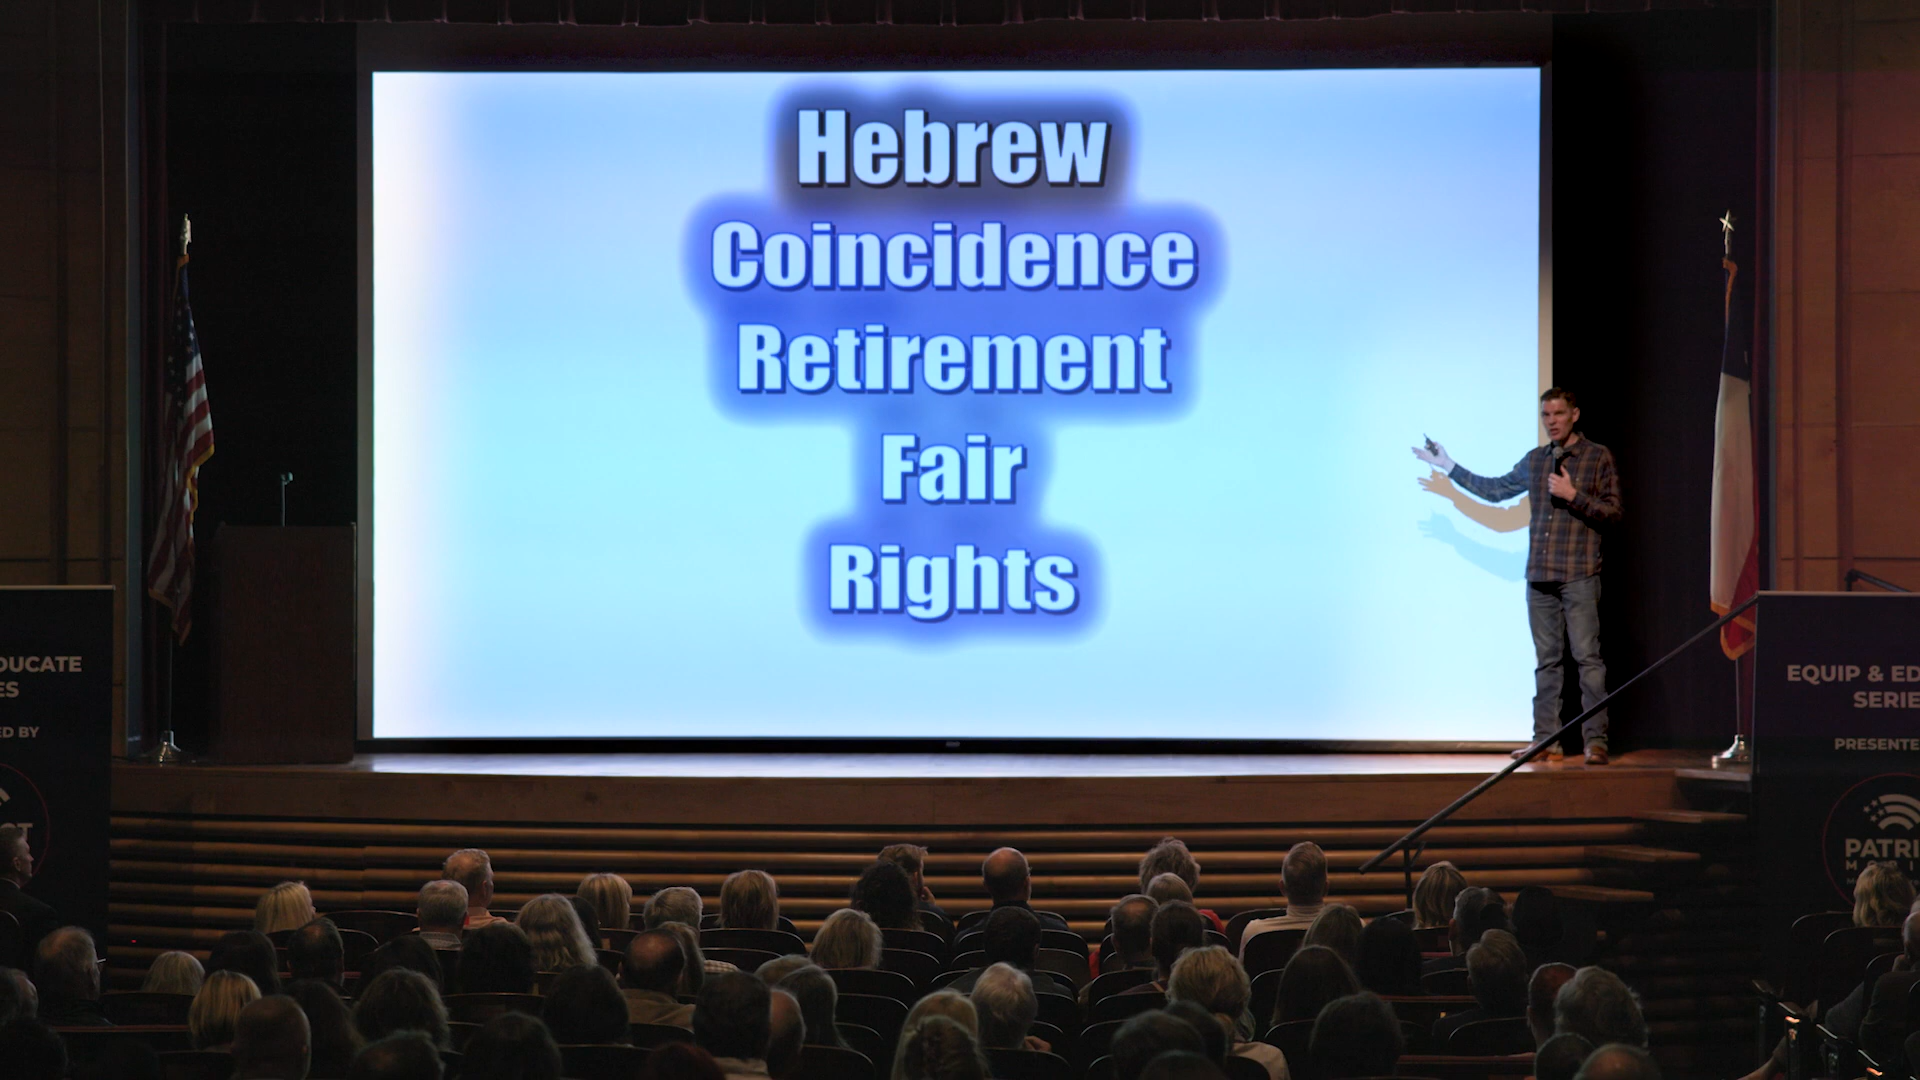 Hebrew
Coincidence
Retirement
Fair
Rights
DUCATE
ES
ED BY
EQUIP & ED
SERIE
PRESENTE
PATRI